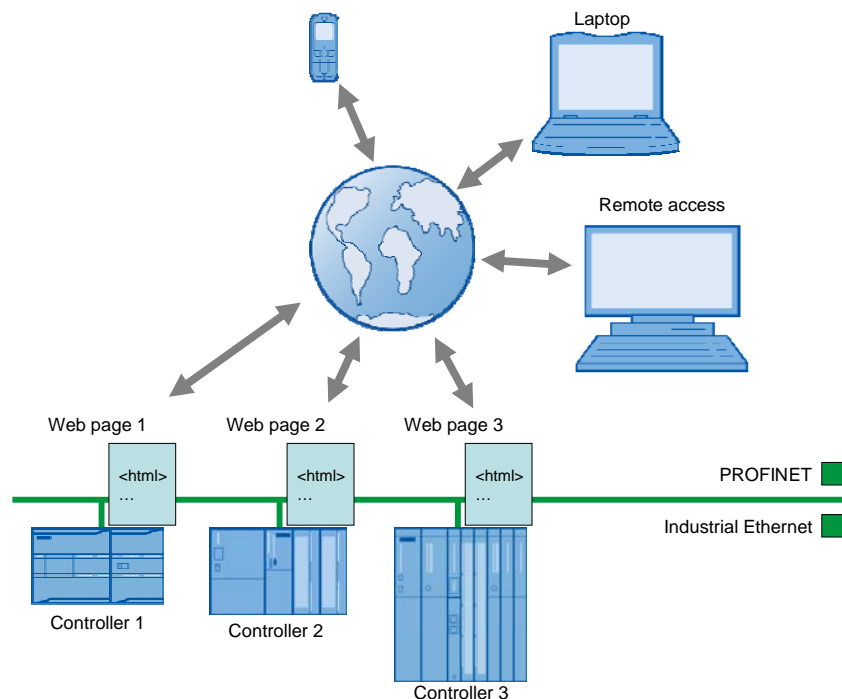 Laptop
Remote access
Web page 1
Web page 2
Web page 3
<html>
…
<html>
…
<html>
…
PROFINET
Industrial Ethernet
Controller 1
Controller 2
Controller 3